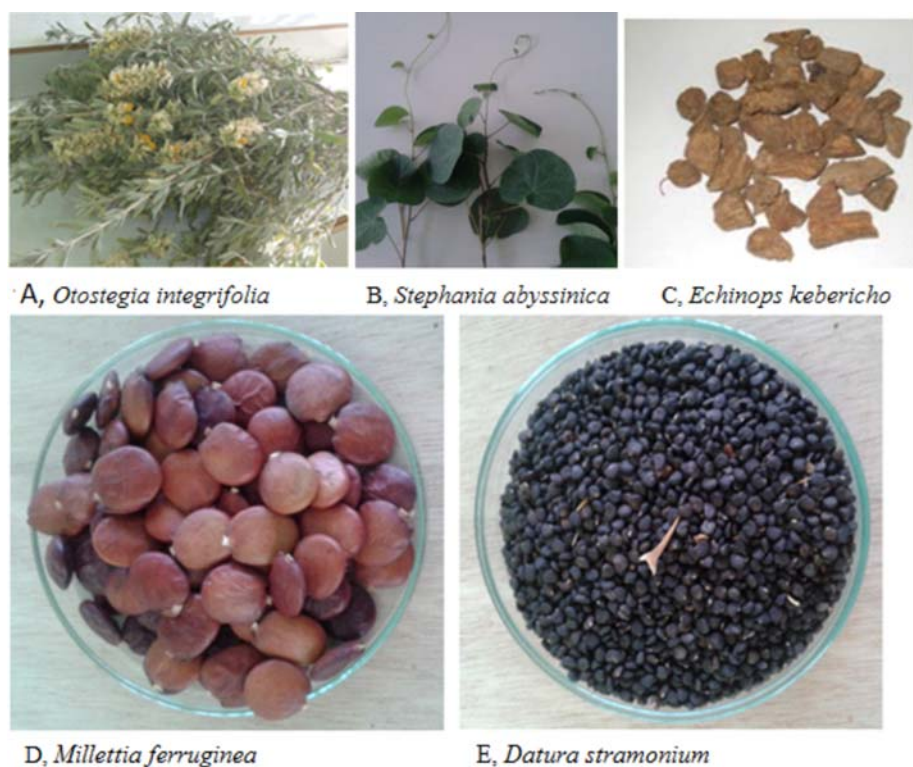 A, Otostegia integrifolia
B, Stephania abyssinica
C, Echinops kebericho
D, Millettia ferruginea
E, Datura stramonium